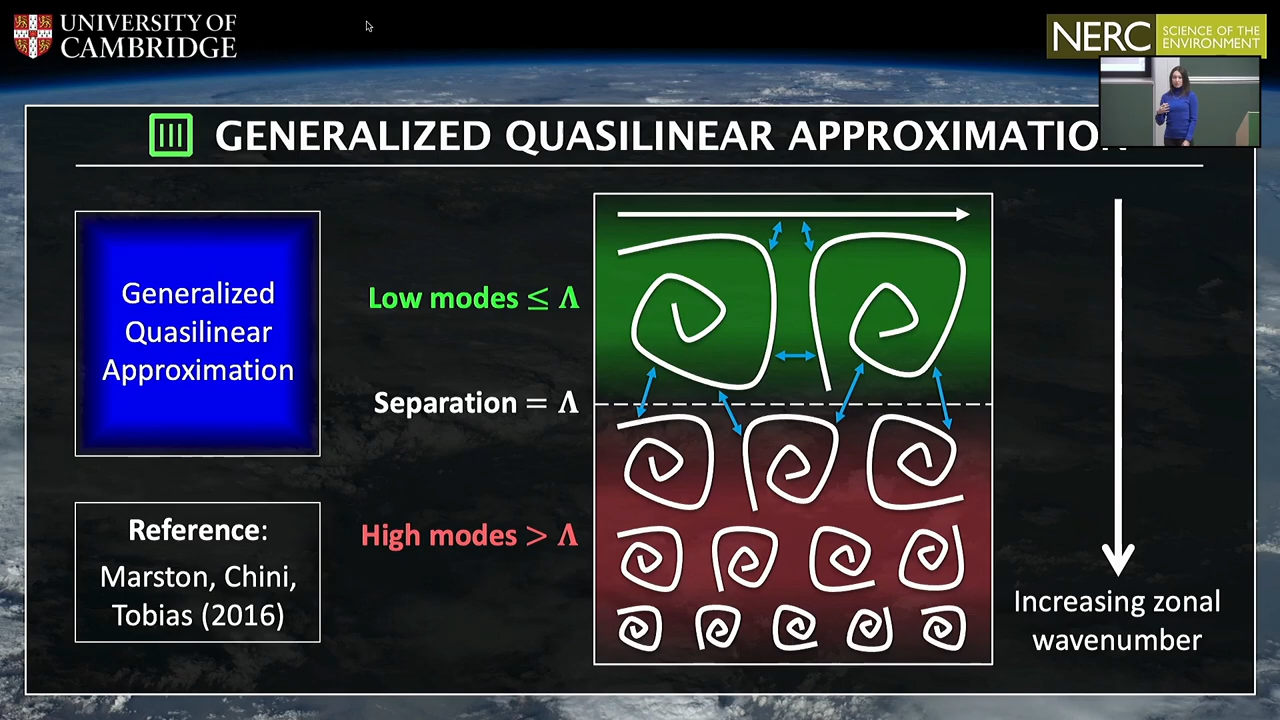 UNIVERSITY OF
CAMBRIDGE
NERC
SCIENCE OF THE
ENVIRONMENT
III GENERALIZED QUASILINEAR APPROXIMATION
Generalized
Quasilinear
Approximation
Low modes ≤ Λ
Separation = Λ
High modes > Λ
Reference:
Marston, Chini,
Tobias (2016)
Increasing zonal
wavenumber